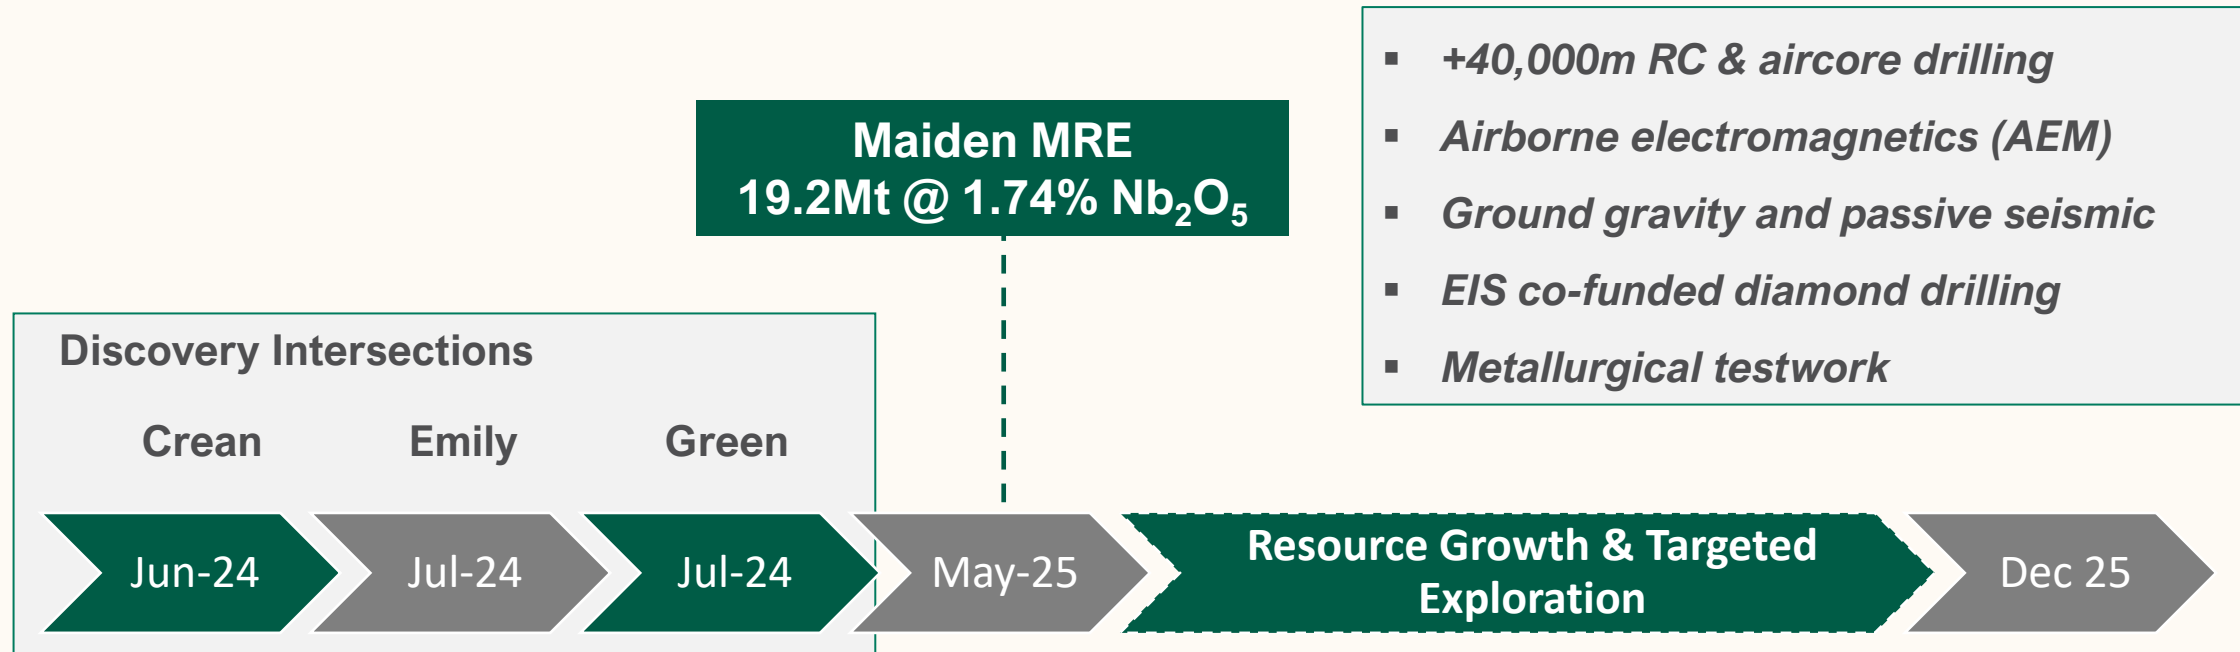 +40,000m RC & aircore drilling
Airborne electromagnetics (AEM)
Ground gravity and passive seismic
EIS co-funded diamond drilling
Metallurgical testwork
Maiden MRE
19.2Mt @ 1.74% Nb₂O₅
Discovery Intersections
Crean
Emily
Green
Jun-24
Jul-24
Jul-24
May-25
Resource Growth & Targeted
Exploration
Dec 25